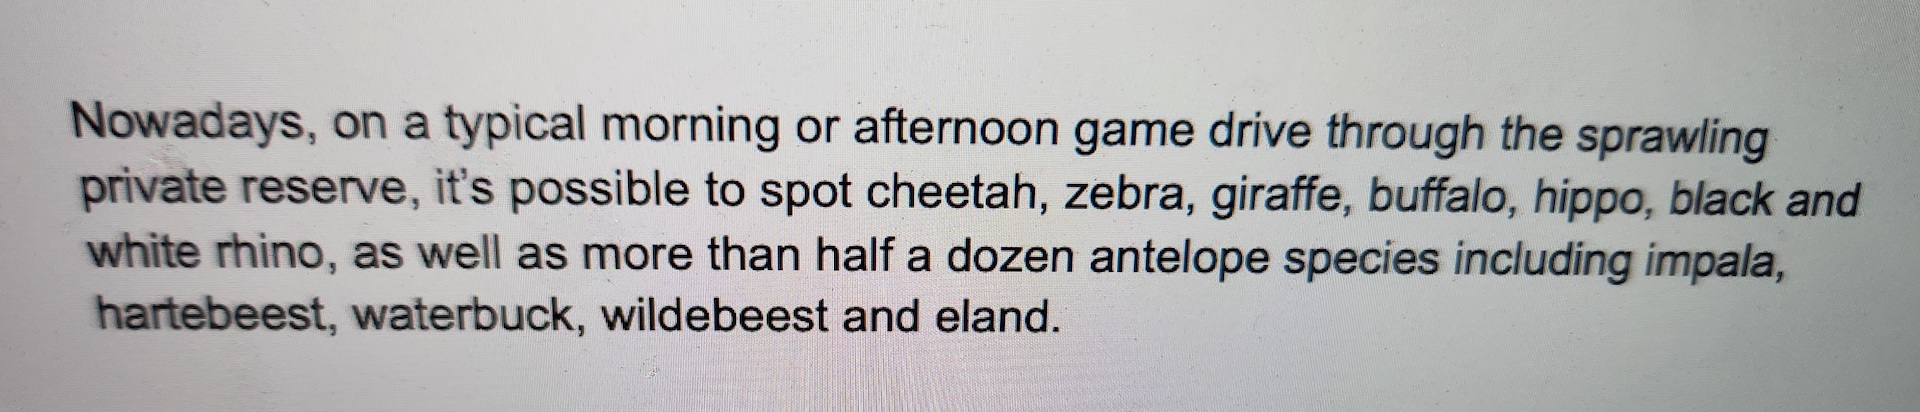 Nowadays, on a typical morning or afternoon game drive through the sprawling
private reserve, it's possible to spot cheetah, zebra, giraffe, buffalo, hippo, black and
white rhino, as well as more than half a dozen antelope species including impala,
hartebeest, waterbuck, wildebeest and eland.